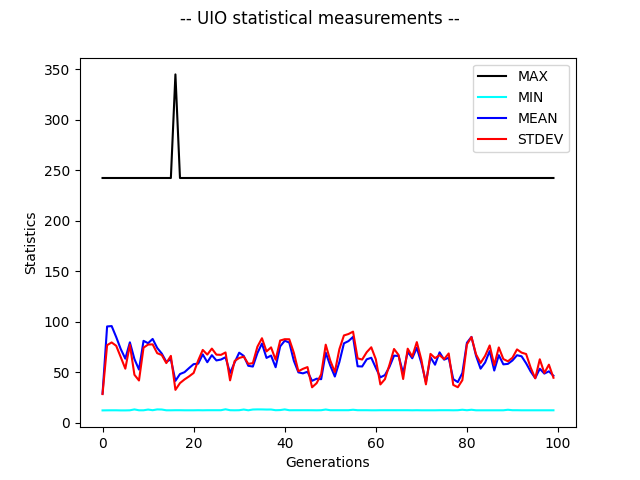 -- UIO statistical measurements --
350
300
250
200
150
100
50
0
Statistics
MAX
MIN
MEAN
STDEV
0 20 40 60 80 100
Generations